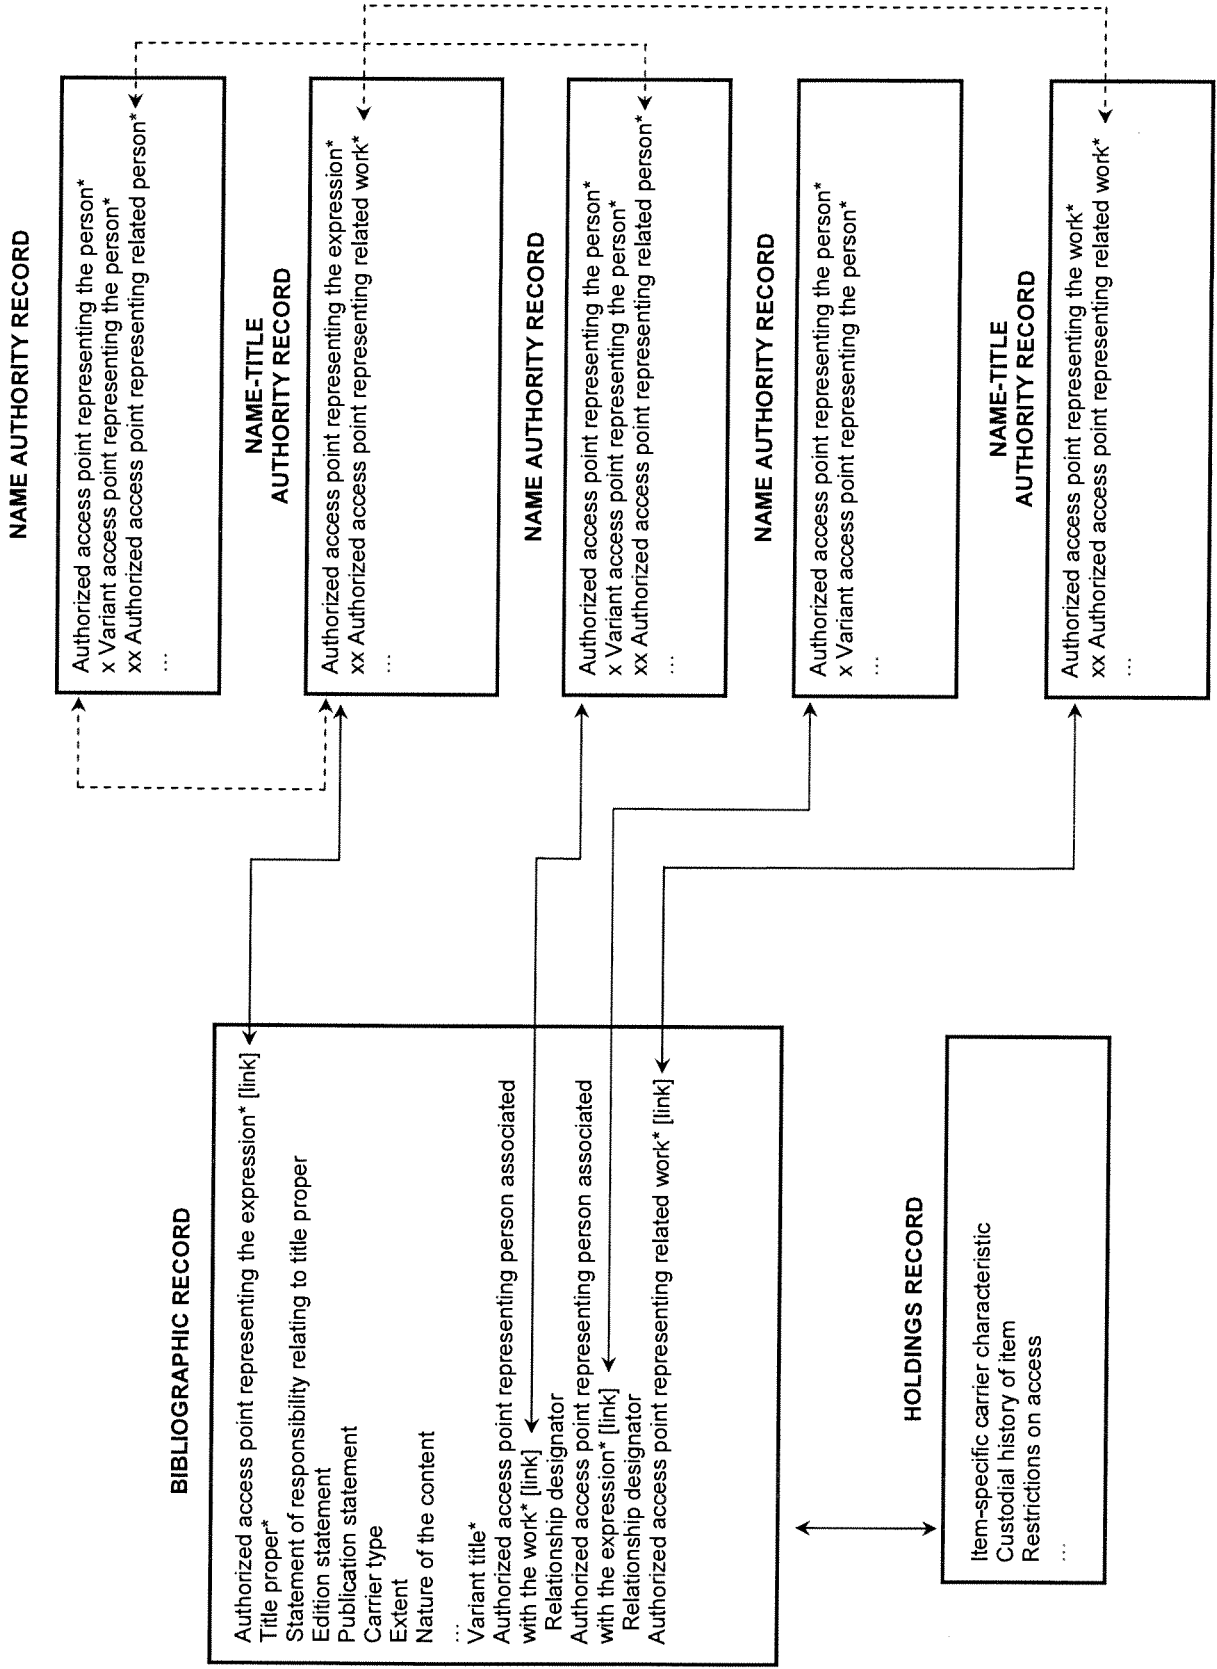 BIBLIOGRAPHIC RECORD
Authorized access point representing the expression* [link]
Title proper*
Statement of responsibility relating to title proper
Edition statement
Publication statement
Carrier type
Extent
Nature of the content
...
Variant title*
Authorized access point representing person associated
with the work* [link]
Relationship designator
Authorized access point representing person associated
with the expression* [link]
Relationship designator
Authorized access point representing related work* [link]
HOLDINGS RECORD
Item-specific carrier characteristic
Custodial history of item
Restrictions on access
...
NAME AUTHORITY RECORD
Authorized access point representing the person*
x Variant access point representing the person*
xx Authorized access point representing related person*
...
NAME-TITLE
AUTHORITY RECORD
Authorized access point representing the expression*
xx Authorized access point representing related work*
...
NAME AUTHORITY RECORD
Authorized access point representing the person*
x Variant access point representing the person*
xx Authorized access point representing related person*
...
NAME AUTHORITY RECORD
Authorized access point representing the person*
x Variant access point representing the person*
...
NAME-TITLE
AUTHORITY RECORD
Authorized access point representing the work*
xx Authorized access point representing related work*
...